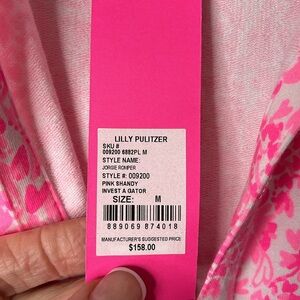 LILLY PULITZER
SKU #
009200 6882PL M
STYLE NAME:
JORGIE ROMPER
STYLE #: 009200
PINK SHANDY
INVEST A GATOR
SIZE: M
889069 874018
MANUFACTURER'S SUGGESTED PRICE
$158.00